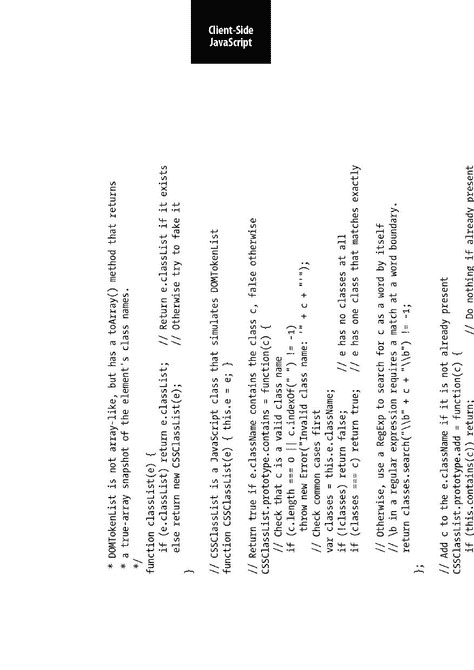 Client-Side
JavaScript
* DOMTokenList is not array-like, but has a toArray() method that returns
* a true-array snapshot of the element's class names.
*/
function classList(e) {
if (e.classList) return e.classList; // Return e.classList if it exists
else return new CSSClassList(e); // Otherwise try to fake it
}
// CSSClassList is a JavaScript class that simulates DOMTokenList
function CSSClassList(e) { this.e = e; }
// Return true if e.className contains the class c, false otherwise
CSSClassList.prototype.contains = function(c) {
// Check that c is a valid class name
if (c.length === 0 || c.indexOf(" ") != -1)
throw new Error("Invalid class name: '" + c + "'");
// Check common cases first
var classes = this.e.className;
if (!classes) return false; // e has no classes at all
if (classes === c) return true; // e has one class that matches exactly
// Otherwise, use a RegExp to search for c as a word by itself
// \b in a regular expression requires a match at a word boundary.
return classes.search("\\b" + c + "\\b") != -1;
};
// Add c to the e.className if it is not already present
CSSClassList.prototype.add = function(c) {
if (this.contains(c)) return; // Do nothing if already present